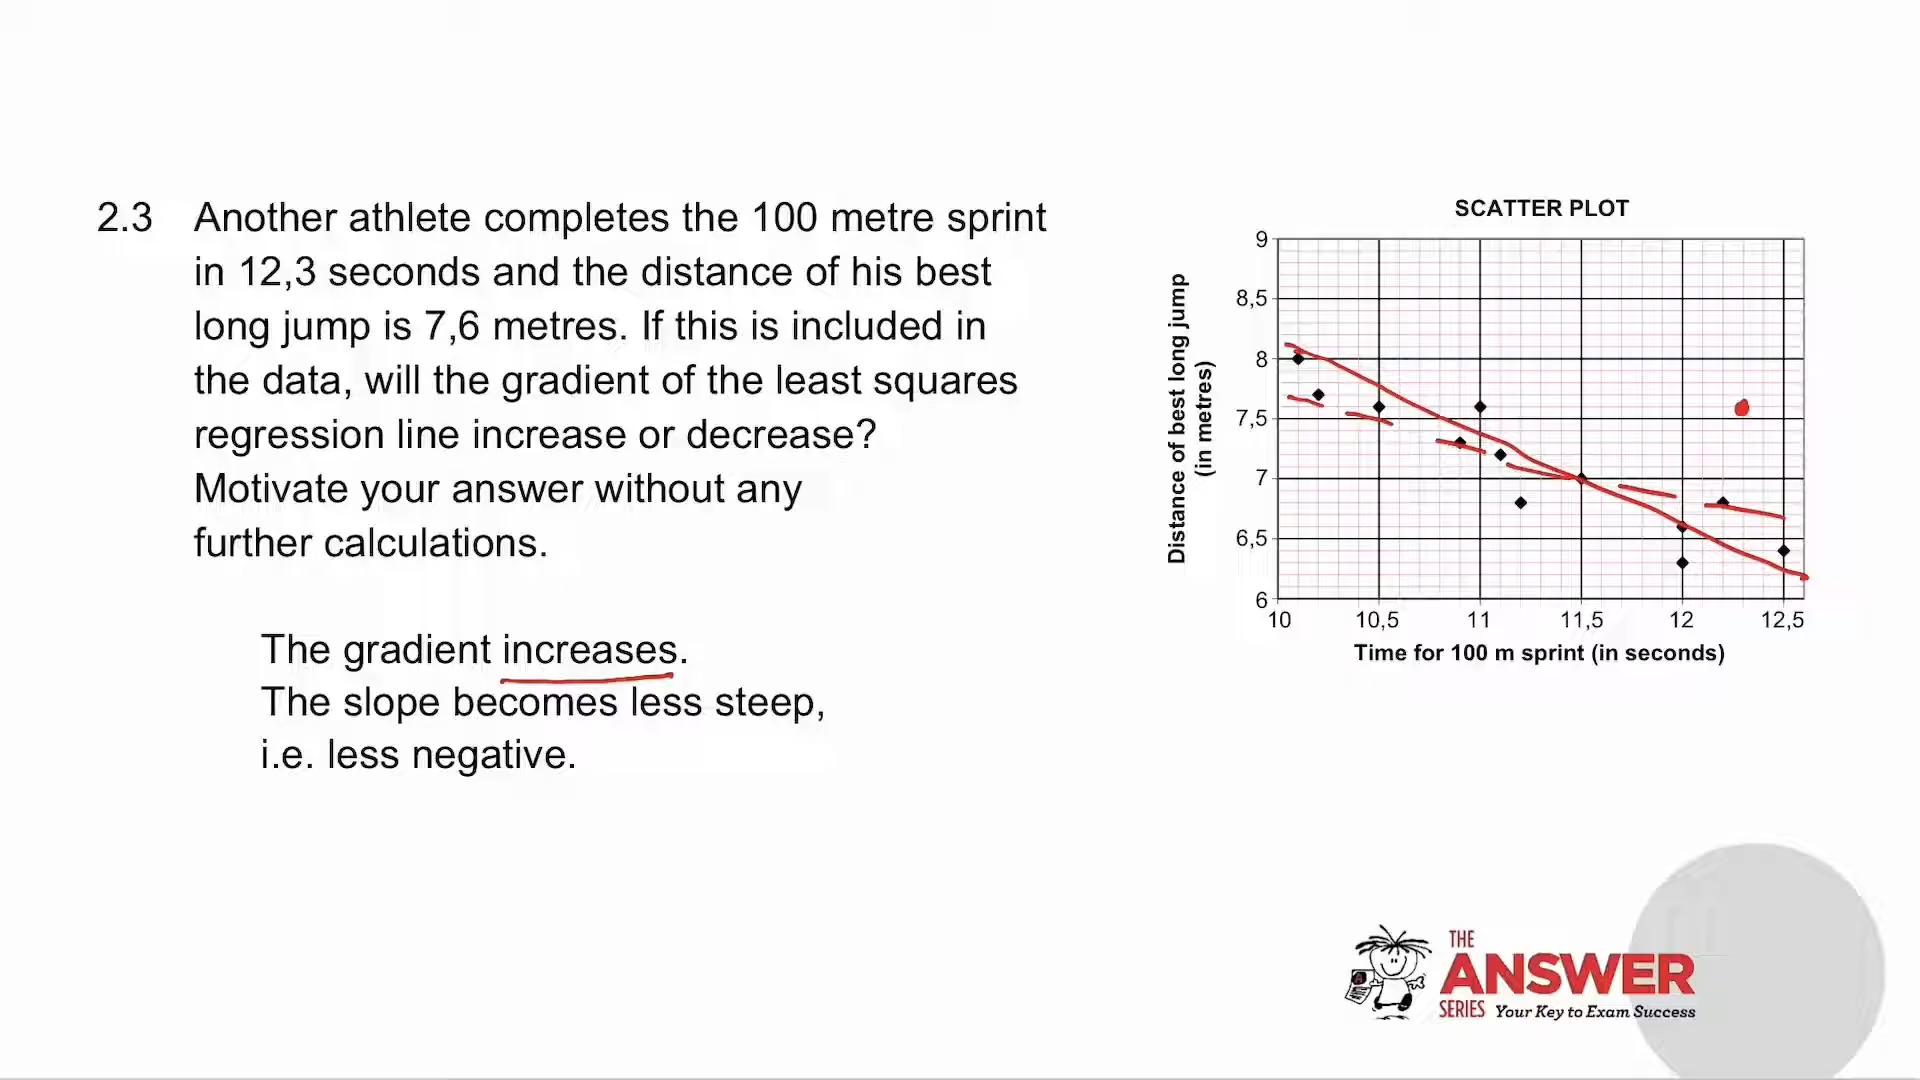 2.3 Another athlete completes the 100 metre sprint
in 12,3 seconds and the distance of his best
long jump is 7,6 metres. If this is included in
the data, will the gradient of the least squares
regression line increase or decrease?
Motivate your answer without any
further calculations.
The gradient increases.
The slope becomes less steep,
i.e. less negative.
SCATTER PLOT
Distance of best long jump
(in metres)
9
8,5
8
7,5
7
6,5
6
10 10,5 11 11,5 12 12,5
Time for 100 m sprint (in seconds)
THE
ANSWER
SERIES Your Key to Exam Success